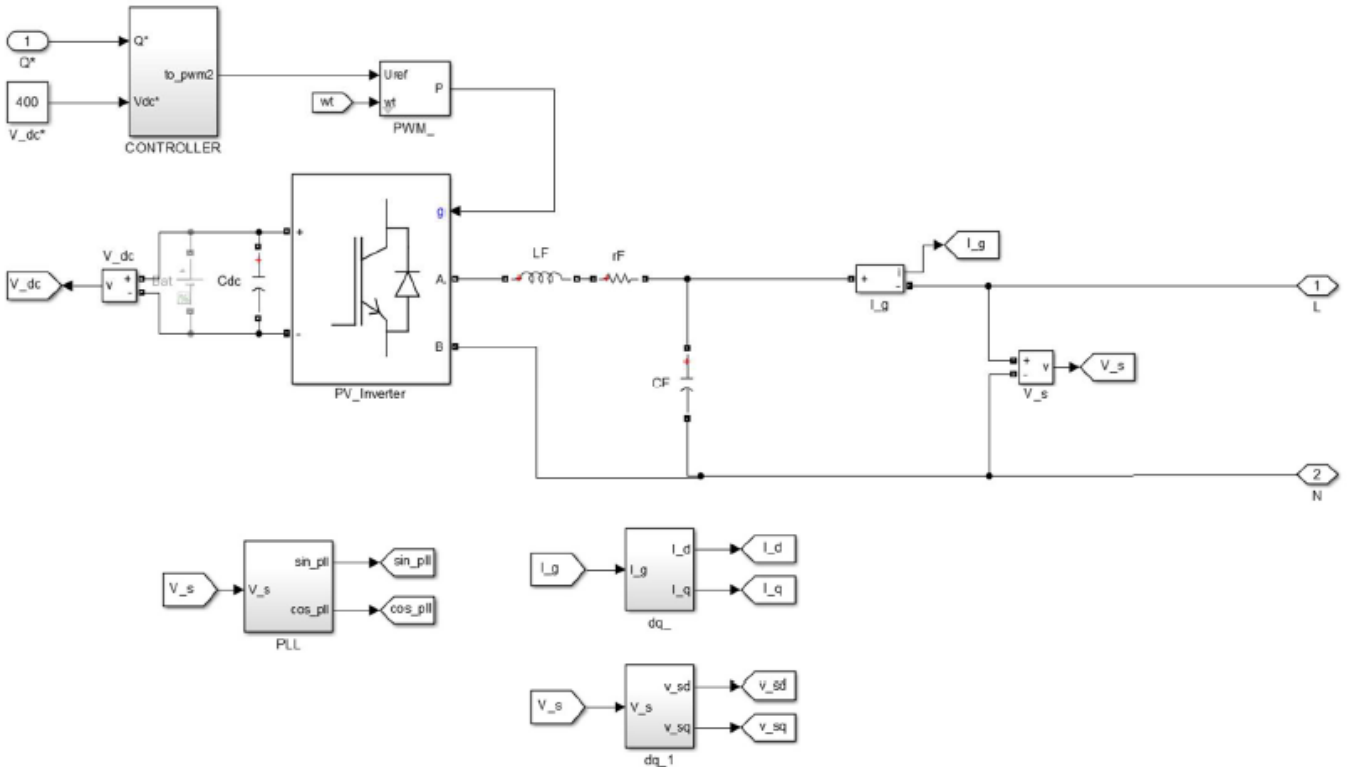 1
Q*
Q*
to_pwm2
400
Vdc*
V_dc*
CONTROLLER
Uref
wt
wt
P
PWM_
g
V_dc
V_dc
v
+
-
Bat
+
Cdc
+
+
-
A
B
PV_Inverter
LF
rF
CF
+
+
i
-
I_g
I_g
1
L
+
-
v
V_s
V_s
2
N
V_s
V_s
sin_pll
cos_pll
PLL
sin_pll
cos_pll
I_g
I_g
I_d
I_q
dq_
I_d
I_q
V_s
V_s
v_sd
v_sq
dq_1
v_sd
v_sq